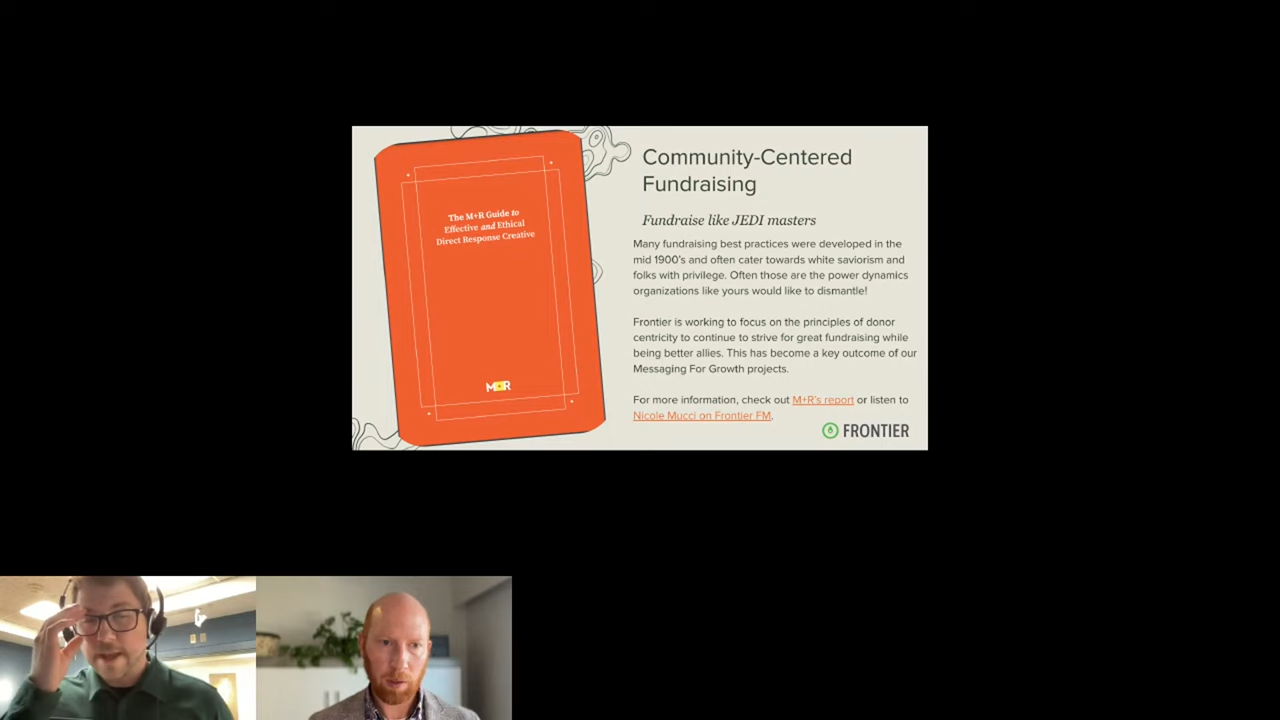 The M+R Guide to
Effective and Ethical
Direct Response Creative
M+R
Community-Centered
Fundraising
Fundraise like JEDI masters
Many fundraising best practices were developed in the
mid 1900's and often cater towards white saviorism and
folks with privilege. Often those are the power dynamics
organizations like yours would like to dismantle!
Frontier is working to focus on the principles of donor
centricity to continue to strive for great fundraising while
being better allies. This has become a key outcome of our
Messaging For Growth projects.
For more information, check out M+R's report or listen to
Nicole Mucci on Frontier FM.
FRONTIER